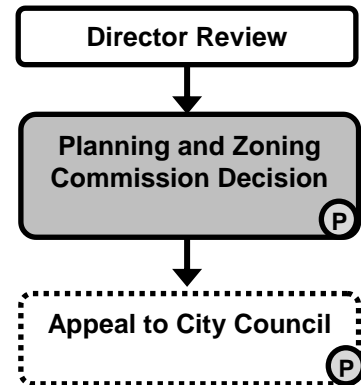 Director Review
Planning and Zoning
Commission Decision
P
Appeal to City Council
P